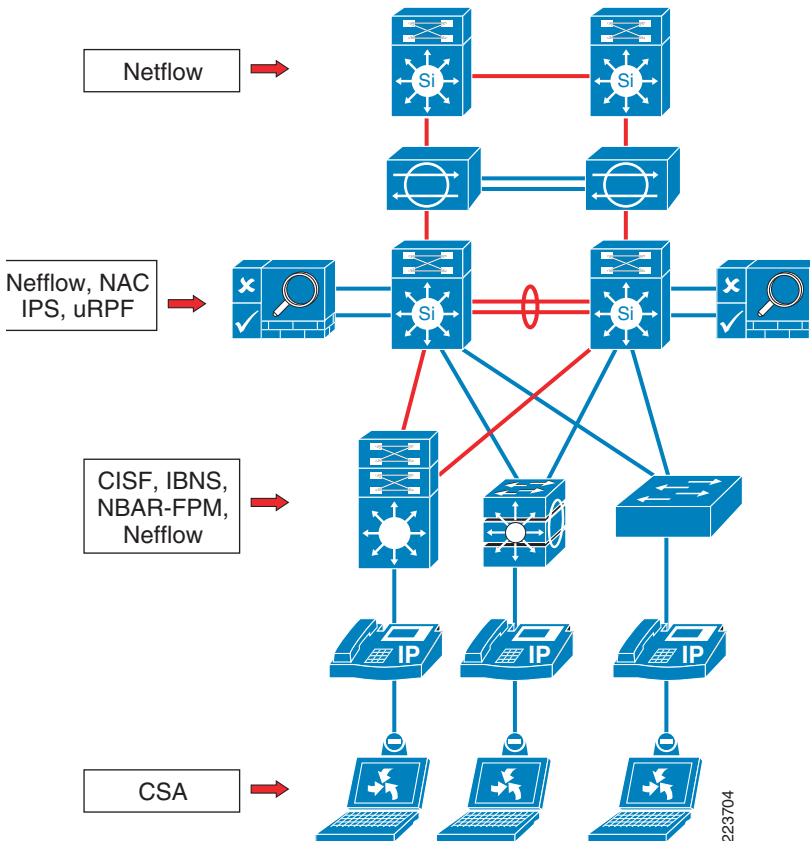 Netflow
Si
Si
Nefflow, NAC
IPS, uRPF
Si
Si
CISF, IBNS,
NBAR-FPM,
Nefflow
IP
IP
IP
CSA
223704